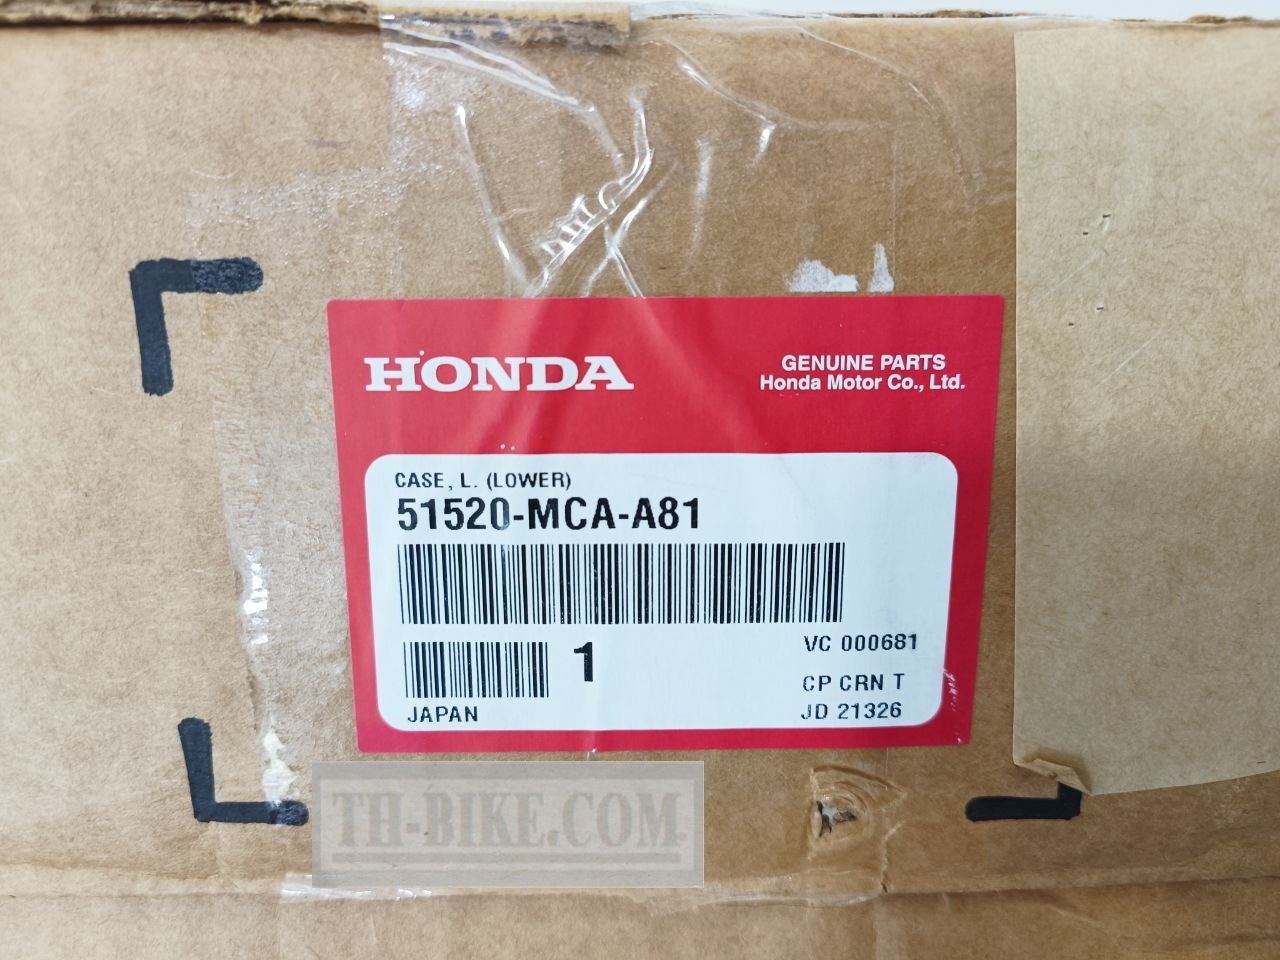 HONDA
GENUINE PARTS
Honda Motor Co., Ltd.
CASE, L. (LOWER)
51520-MCA-A81
1
VC 000681
CP CRN T
JAPAN
JD 21326
TH-BIKE.COM